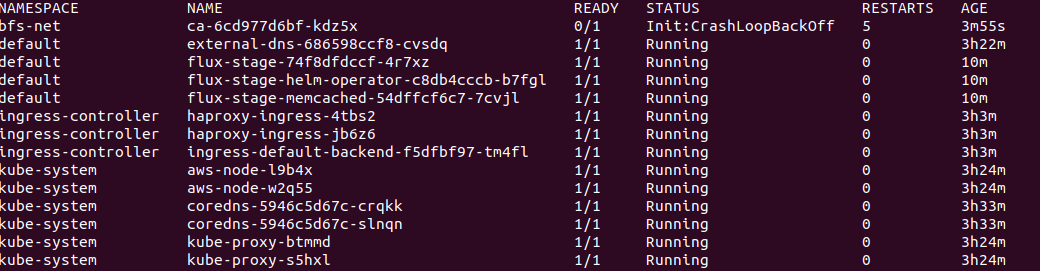 NAMESPACE NAME READY STATUS RESTARTS AGE
bfs-net ca-6cd977d6bf-kdz5x 0/1 Init:CrashLoopBackOff 5 3m55s
default external-dns-686598ccf8-cvsdq 1/1 Running 0 3h22m
default flux-stage-74f8dfdccf-4r7xz 1/1 Running 0 10m
default flux-stage-helm-operator-c8db4cccb-b7fgl 1/1 Running 0 10m
default flux-stage-memcached-54dffcf6c7-7cvjl 1/1 Running 0 10m
ingress-controller haproxy-ingress-4tbs2 1/1 Running 0 3h3m
ingress-controller haproxy-ingress-jb6z6 1/1 Running 0 3h3m
ingress-controller ingress-default-backend-f5dfbf97-tm4fl 1/1 Running 0 3h3m
kube-system aws-node-l9b4x 1/1 Running 0 3h24m
kube-system aws-node-w2q55 1/1 Running 0 3h24m
kube-system coredns-5946c5d67c-crqkk 1/1 Running 0 3h33m
kube-system coredns-5946c5d67c-slnqn 1/1 Running 0 3h33m
kube-system kube-proxy-btmmd 1/1 Running 0 3h24m
kube-system kube-proxy-s5hxl 1/1 Running 0 3h24m